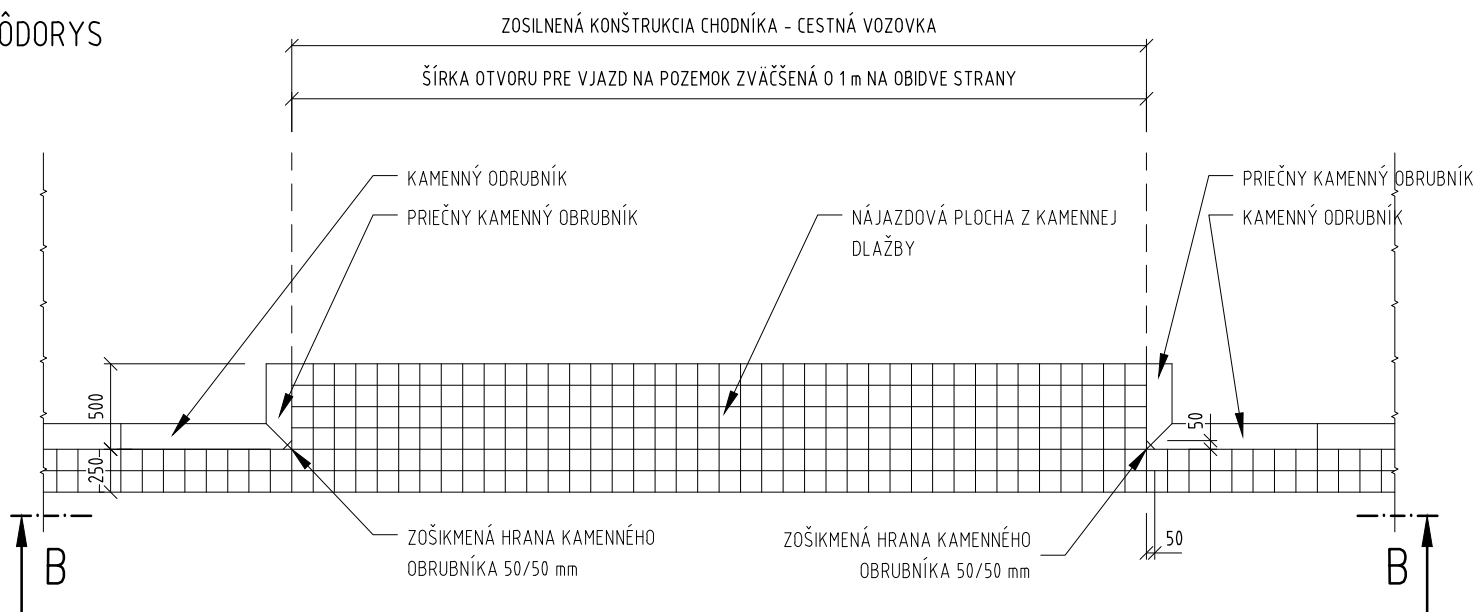 ÔDORYS
ZOSILNENÁ KONŠTRUKCIA CHODNÍKA - CESTNÁ VOZOVKA
ŠÍRKA OTVORU PRE VJAZD NA POZEMOK ZVÄČŠENÁ O 1 m NA OBIDVE STRANY
KAMENNÝ ODRUBNÍK
PRIEČNY KAMENNÝ OBRUBNÍK
NÁJAZDOVÁ PLOCHA Z KAMENNEJ
DLAŽBY
PRIEČNY KAMENNÝ OBRUBNÍK
KAMENNÝ ODRUBNÍK
500
250
50
ZOŠIKMENÁ HRANA KAMENNÉHO
OBRUBNÍKA 50/50 mm
ZOŠIKMENÁ HRANA KAMENNÉHO
OBRUBNÍKA 50/50 mm
50
B
B